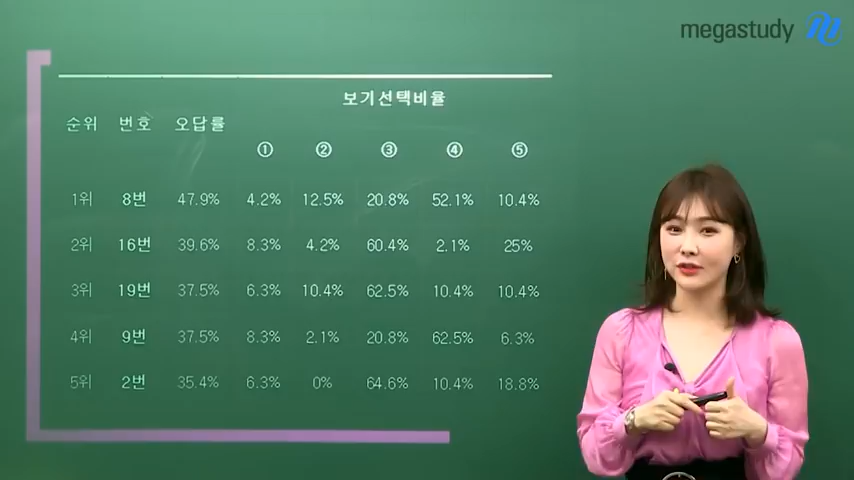 megastudy
보기선택비율
순위 번호 오답률
① ② ③ ④ ⑤
1위 8번 47.9% 4.2% 12.5% 20.8% 52.1% 10.4%
2위 16번 39.6% 8.3% 4.2% 60.4% 2.1% 25%
3위 19번 37.5% 6.3% 10.4% 62.5% 10.4% 10.4%
4위 9번 37.5% 8.3% 2.1% 20.8% 62.5% 6.3%
5위 2번 35.4% 6.3% 0% 64.6% 10.4% 18.8%